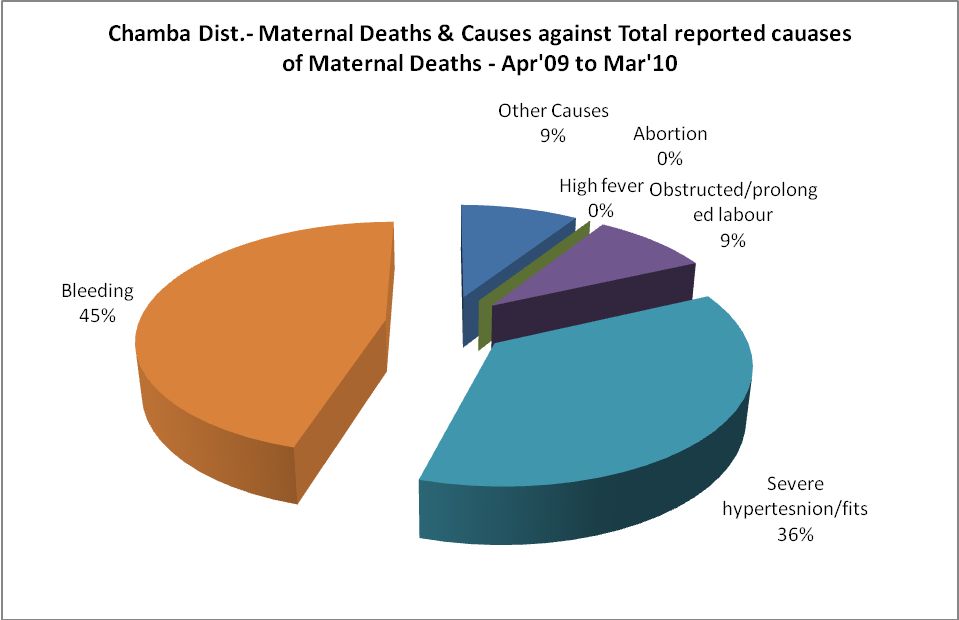 Chamba Dist.- Maternal Deaths & Causes against Total reported cauases
of Maternal Deaths - Apr'09 to Mar'10
Other Causes
9%
Abortion
0%
High fever
0%
Obstructed/prolong
ed labour
9%
Bleeding
45%
Severe
hypertesnion/fits
36%